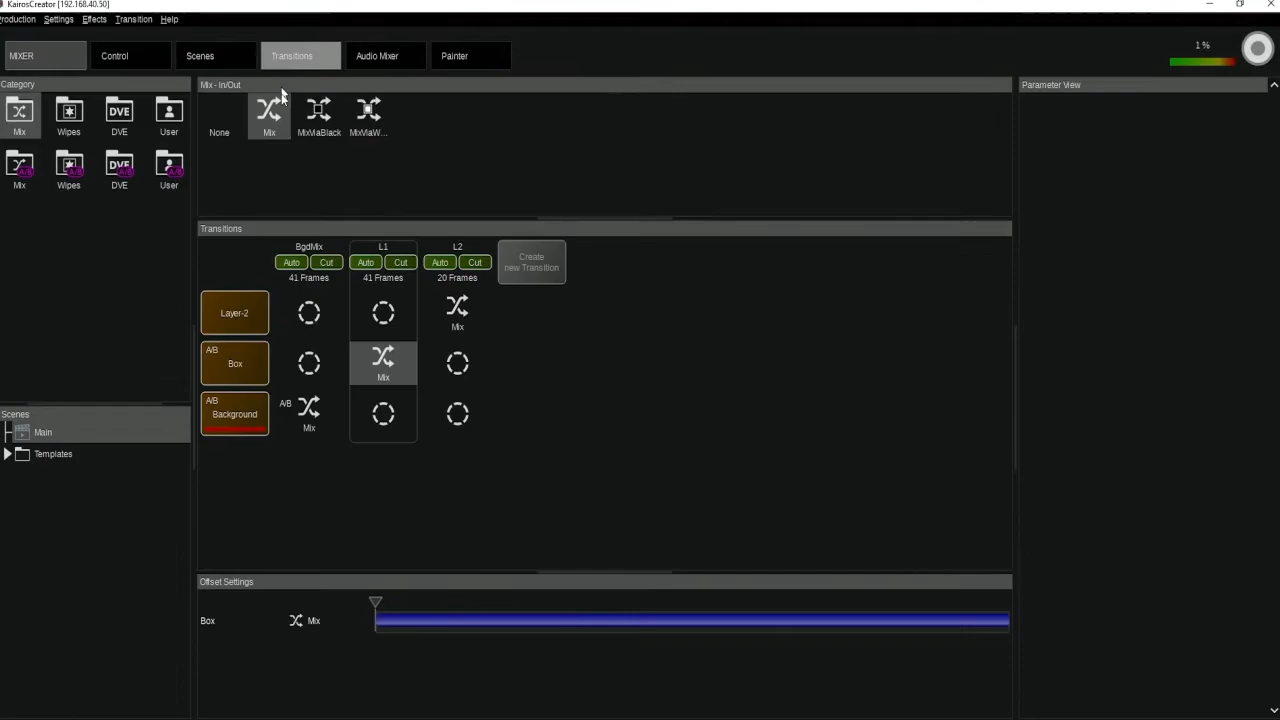 KairosCreator [192.168.40.50]
roduction Settings Effects Transition Help
MIXER Control Scenes Transitions Audio Mixer Painter 1 %
Category Mix - In/Out Parameter View
Mix Wipes DVE User None Mix MixViaBlack MixViaW...
A/B A/B A/B A/B
Mix Wipes DVE User
Transitions
BgdMix L1 L2
Auto Cut Auto Cut Auto Cut Create
new Transition
41 Frames 41 Frames 20 Frames
Layer-2 Mix
A/B
Box Mix
A/B A/B
Background Mix
Scenes
Main
Templates
Offset Settings
Box Mix